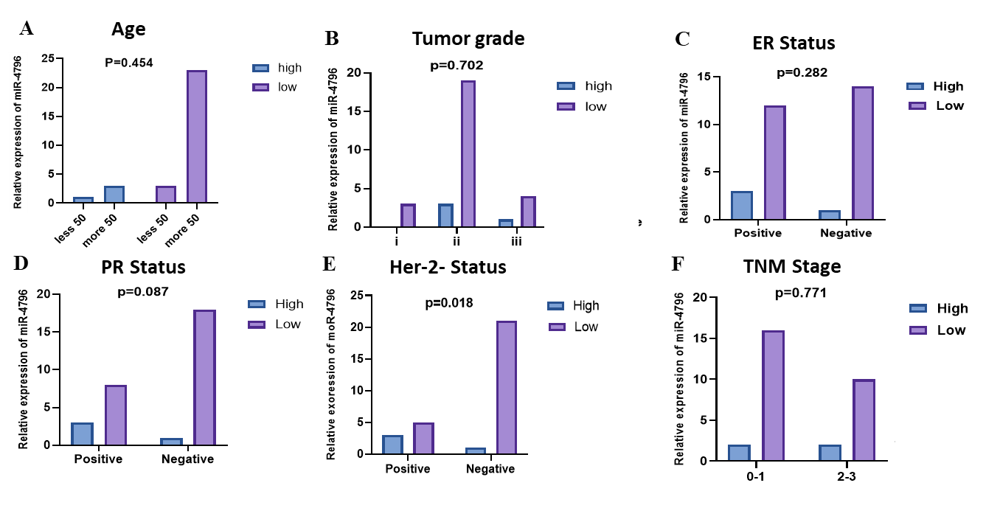 A
Age
P=0.454
high
low
Relative expression of miR-4796
25
20
15
10
5
0
less 50
more 50
less 50
more 50
B
Tumor grade
p=0.702
high
low
Relative expression of miR-4796
20
15
10
5
0
i
ii
iii
e
C
ER Status
p=0.282
High
Low
Relative expression of miR-4796
15
10
5
0
Positive
Negative
D
PR Status
p=0.087
High
Low
Relative expression of miR-4796
20
15
10
5
0
Positive
Negative
E
Her-2- Status
p=0.018
High
Low
Relative exoression of moR-4796
25
20
15
10
5
0
Positive
Negative
F
TNM Stage
p=0.771
High
Low
Relative expression of miR-4796
20
15
10
5
0
0-1
2-3